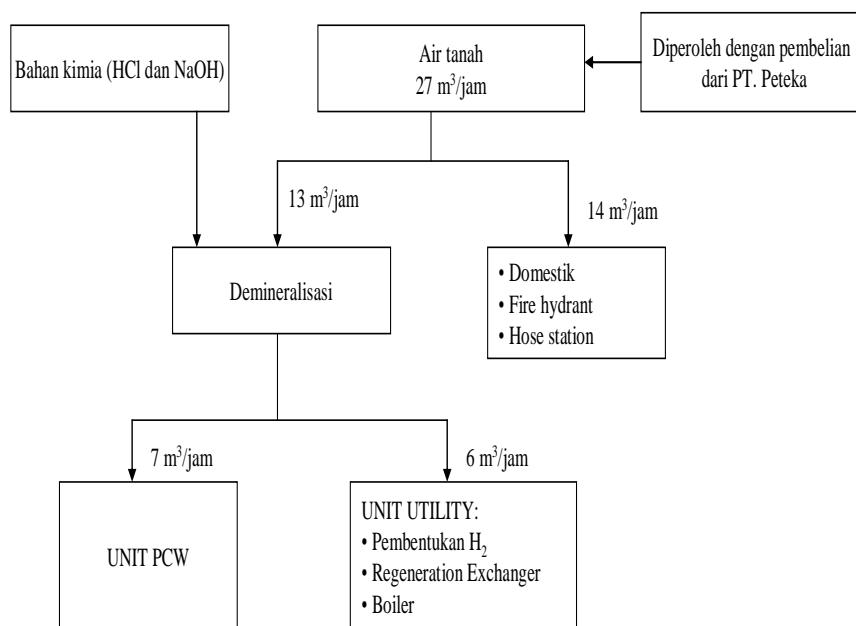 Bahan kimia (HCl dan NaOH)
Air tanah
27 m³/jam
Diperoleh dengan pembelian
dari PT. Peteka
13 m³/jam
14 m³/jam
Demineralisasi
• Domestik
• Fire hydrant
• Hose station
7 m³/jam
6 m³/jam
UNIT PCW
UNIT UTILITY:
• Pembentukan H₂
• Regeneration Exchanger
• Boiler